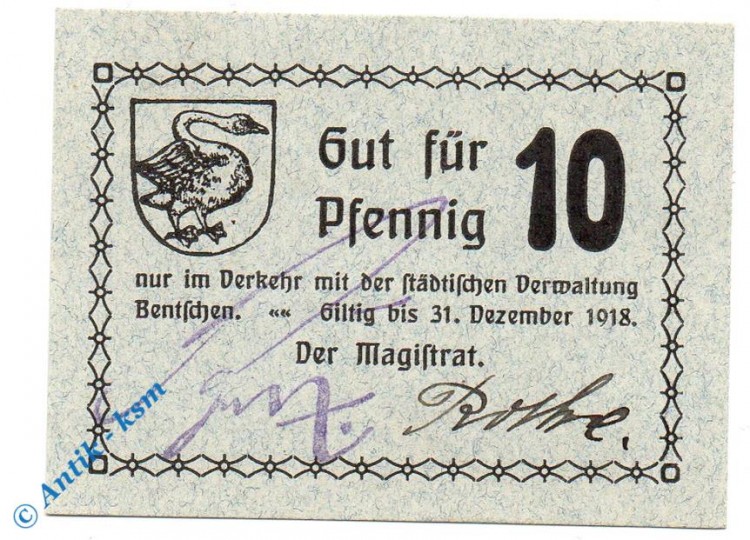 Gut für 10
Pfennig
nur im Verkehr mit der städtischen Verwaltung
Bentschen. «« Giltig bis 31. Dezember 1918.
Der Magistrat.
Rothe.
© Antik - ksm